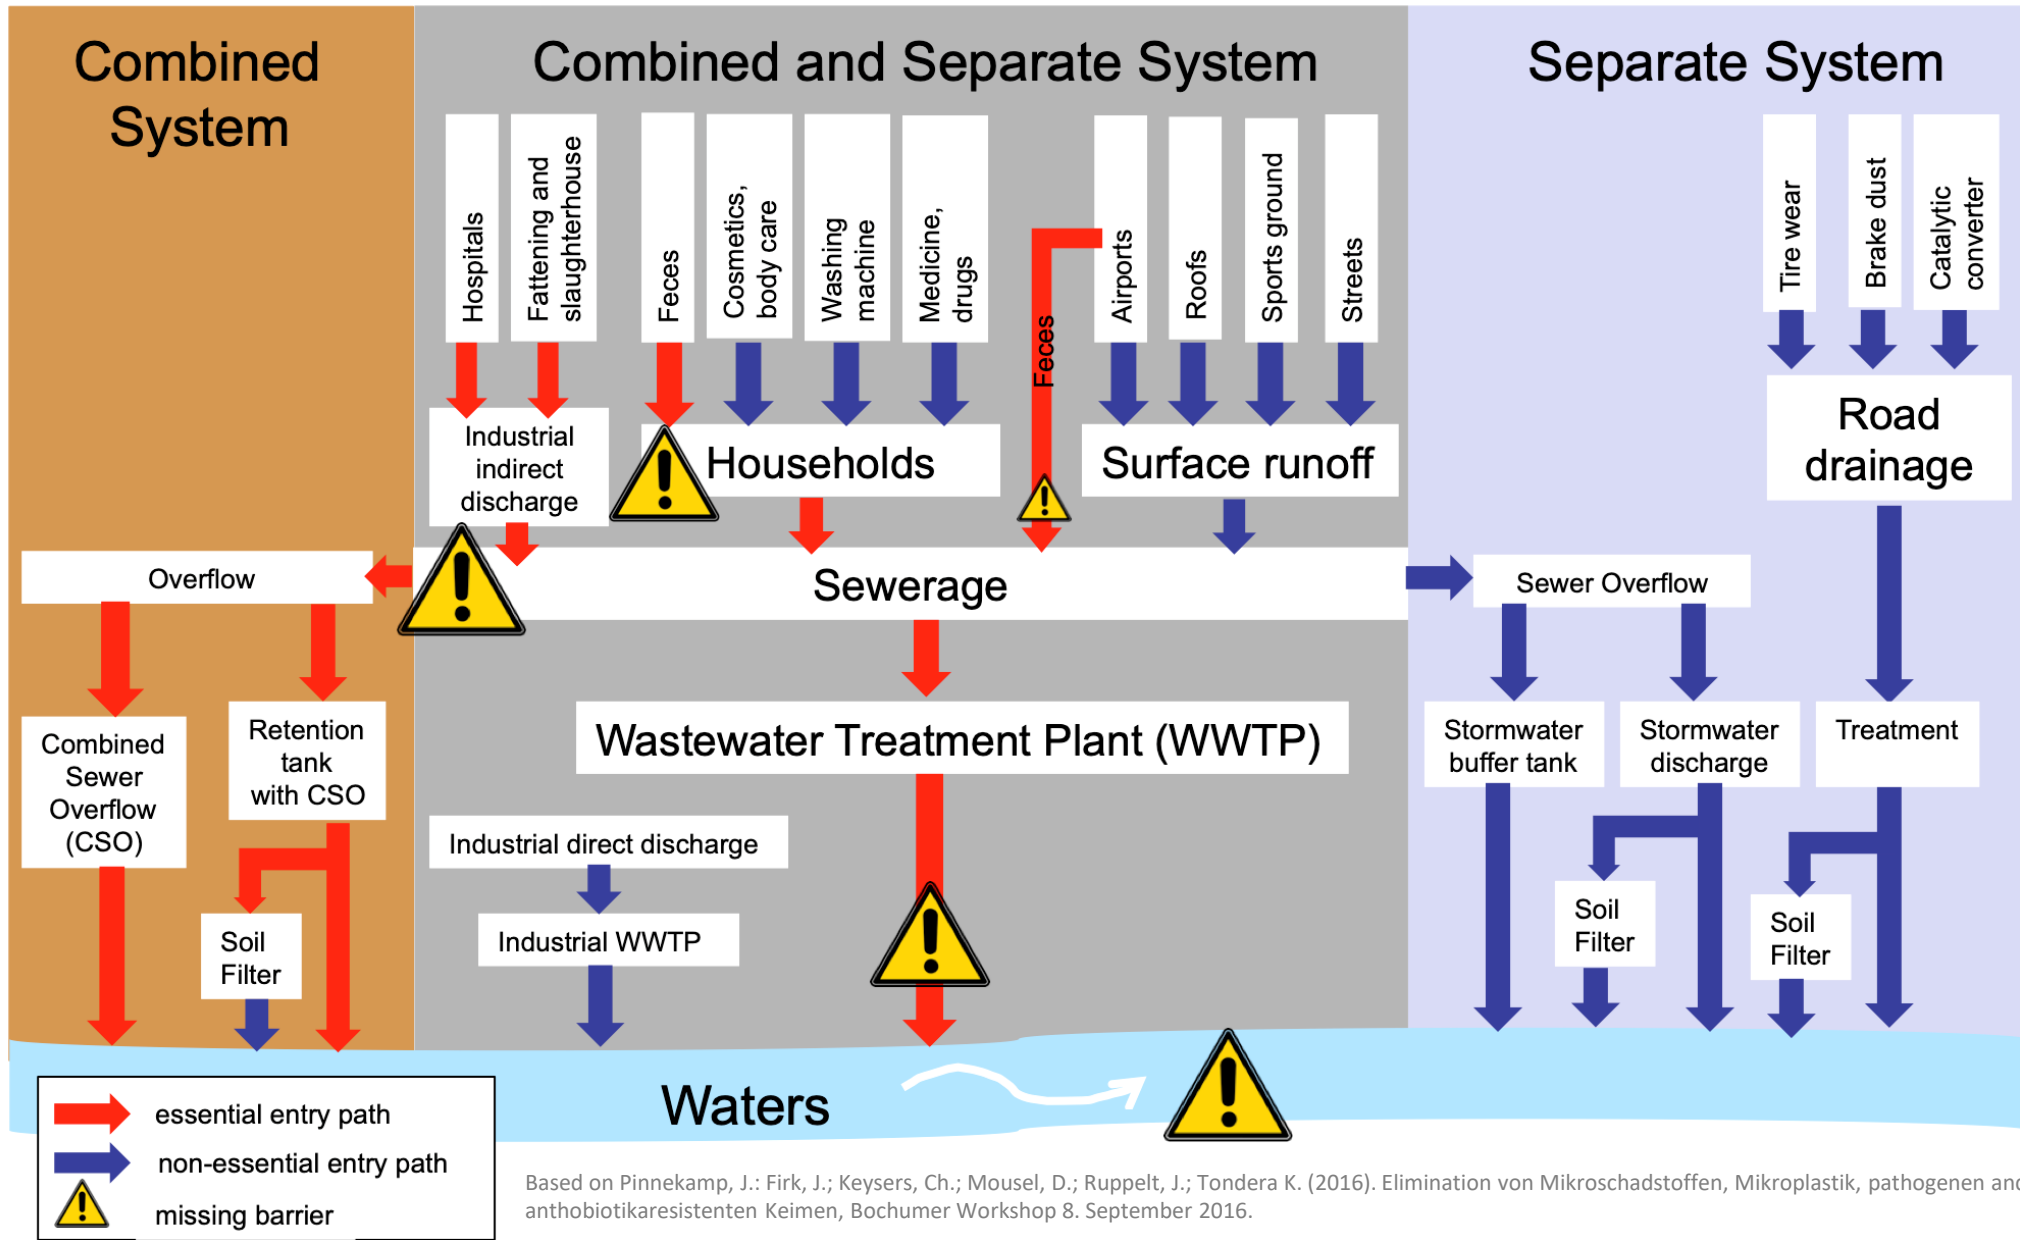 Combined
System
Combined and Separate System
Separate System
Hospitals
Fattening and
slaughterhouse
Feces
Cosmetics,
body care
Washing
machine
Medicine,
drugs
Feces
Airports
Roofs
Sports ground
Streets
Tire wear
Brake dust
Catalytic
converter
Industrial
indirect
discharge
Households
Surface runoff
Road
drainage
Overflow
Sewerage
Sewer Overflow
Combined
Sewer
Overflow
(CSO)
Retention
tank
with CSO
Wastewater Treatment Plant (WWTP)
Stormwater
buffer tank
Stormwater
discharge
Treatment
Industrial direct discharge
Soil
Filter
Industrial WWTP
Soil
Filter
Soil
Filter
Waters
essential entry path
non-essential entry path
missing barrier
Based on Pinnekamp, J.: Firk, J.; Keysers, Ch.; Mousel, D.; Ruppelt, J.; Tondera K. (2016). Elimination von Mikroschadstoffen, Mikroplastik, pathogenen and
anthobiotikaresistenten Keimen, Bochumer Workshop 8. September 2016.